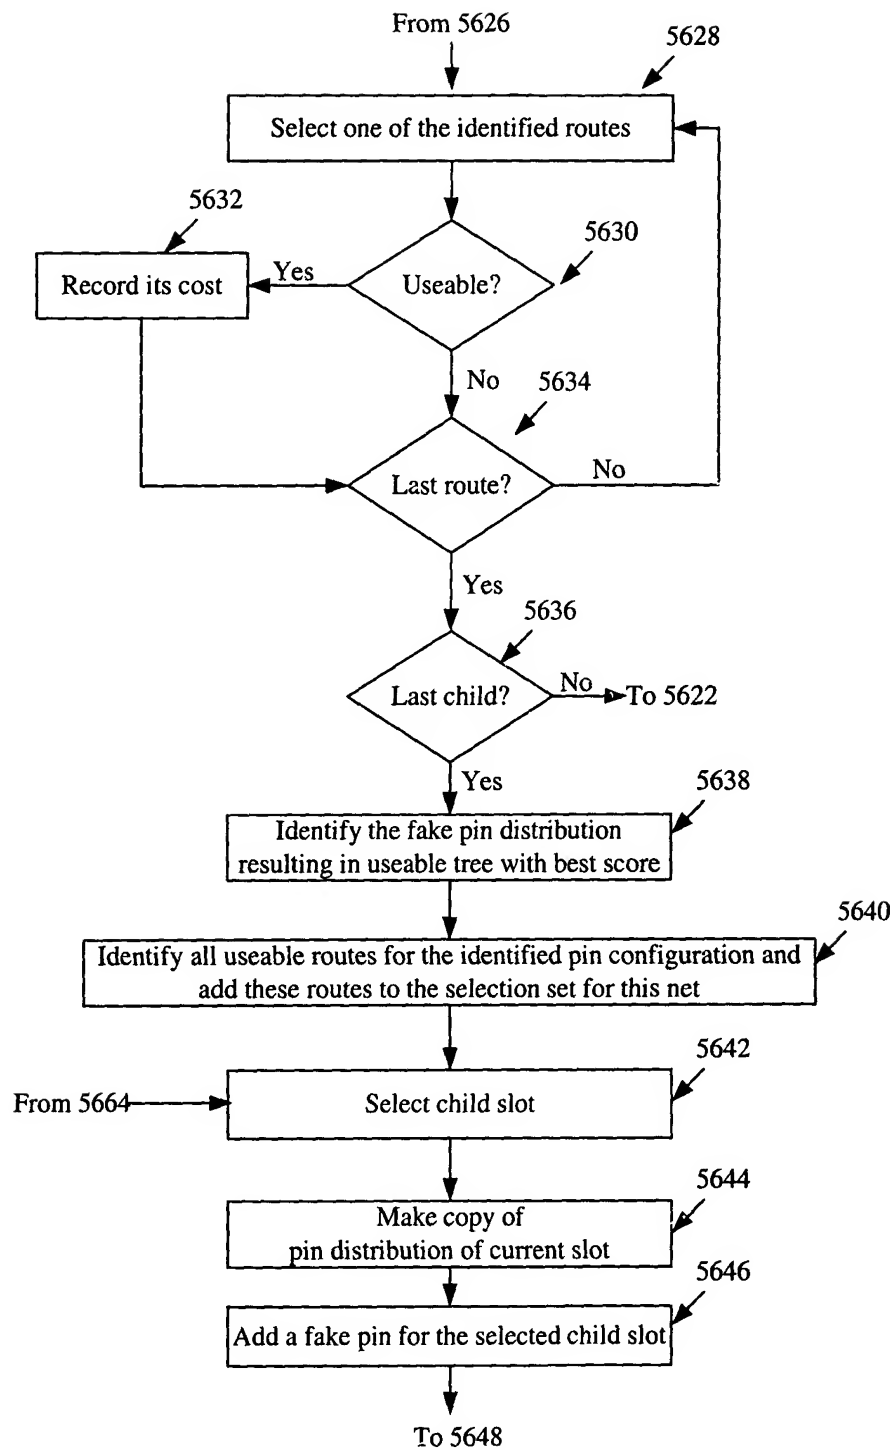 From 5626
5628
Select one of the identified routes
5632
5630
Record its cost
Yes
Useable?
No
5634
Last route?
No
Yes
5636
Last child?
No
To 5622
Yes
5638
Identify the fake pin distribution
resulting in useable tree with best score
5640
Identify all useable routes for the identified pin configuration and
add these routes to the selection set for this net
5642
From 5664
Select child slot
5644
Make copy of
pin distribution of current slot
5646
Add a fake pin for the selected child slot
To 5648